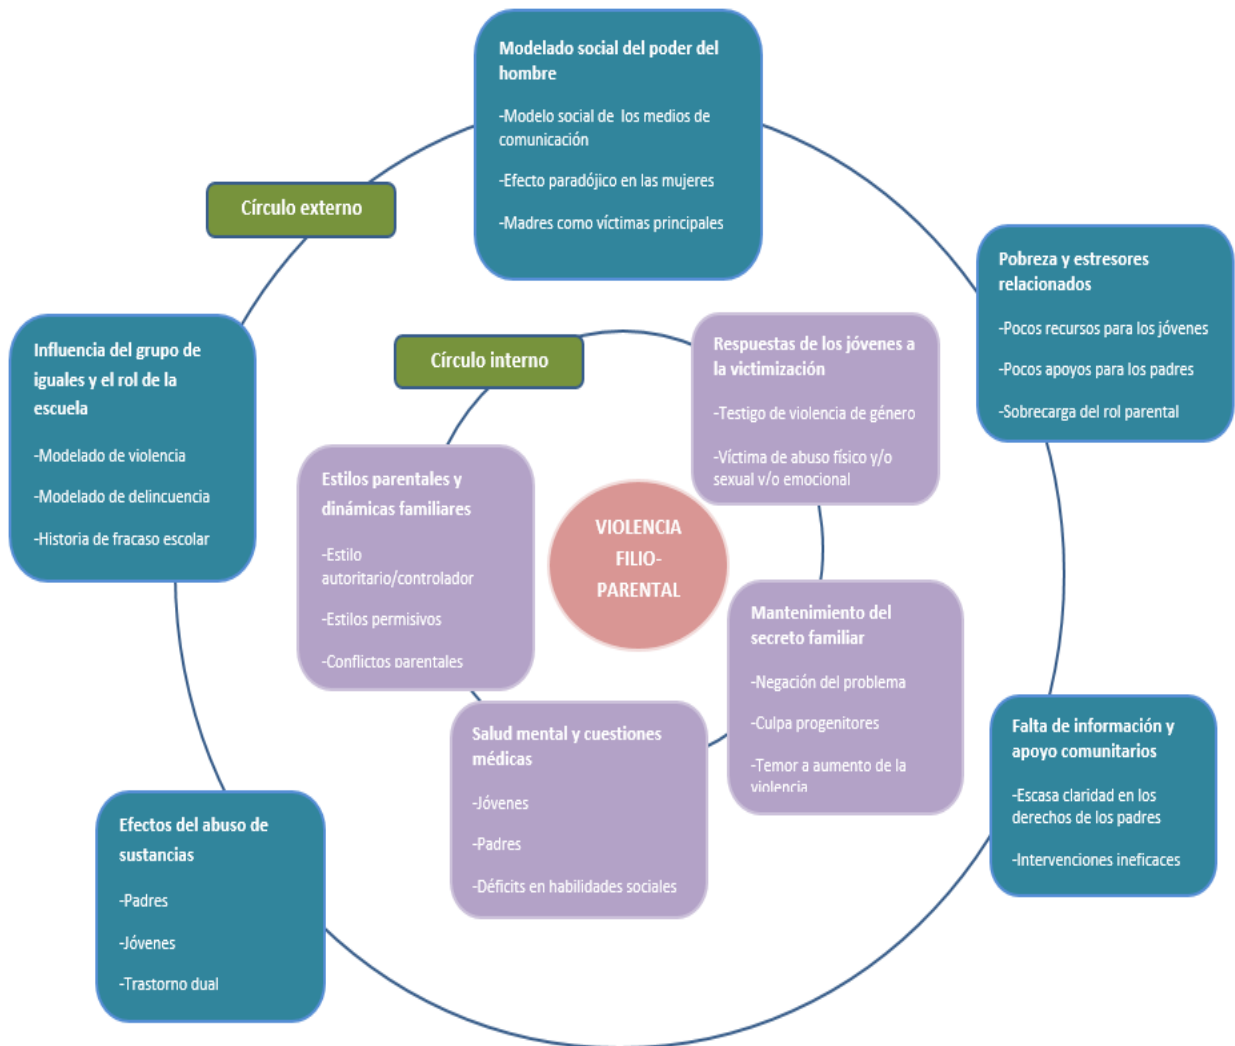 Modelado social del poder del
hombre
-Modelo social de los medios de
comunicación
-Efecto paradójico en las mujeres
-Madres como víctimas principales
Círculo externo
Pobreza y estresores
relacionados
-Pocos recursos para los jóvenes
-Pocos apoyos para los padres
-Sobrecarga del rol parental
Influencia del grupo de
iguales y el rol de la
escuela
-Modelado de violencia
-Modelado de delincuencia
-Historia de fracaso escolar
Círculo interno
Respuestas de los jóvenes a
la victimización
-Testigo de violencia de género
-Víctima de abuso físico y/o
sexual y/o emocional
Estilos parentales y
dinámicas familiares
-Estilo
autoritario/controlador
-Estilos permisivos
-Conflictos parentales
VIOLENCIA
FILIO-
PARENTAL
Mantenimiento del
secreto familiar
-Negación del problema
-Culpa progenitores
-Temor a aumento de la
violencia
Salud mental y cuestiones
médicas
-Jóvenes
-Padres
-Déficits en habilidades sociales
Falta de información y
apoyo comunitarios
-Escasa claridad en los
derechos de los padres
-Intervenciones ineficaces
Efectos del abuso de
sustancias
-Padres
-Jóvenes
-Trastorno dual